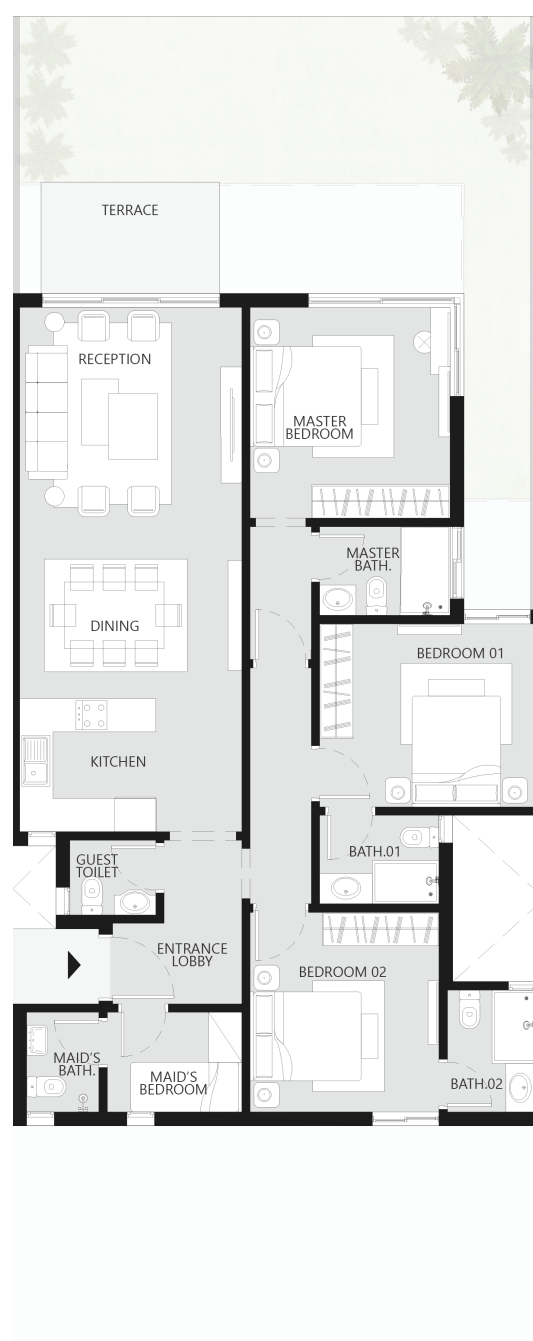 TERRACE
RECEPTION
MASTER
BEDROOM
MASTER
BATH.
DINING
BEDROOM 01
KITCHEN
GUEST
TOILET
BATH.01
ENTRANCE
LOBBY
BEDROOM 02
MAID'S
BATH.
MAID'S
BEDROOM
BATH.02